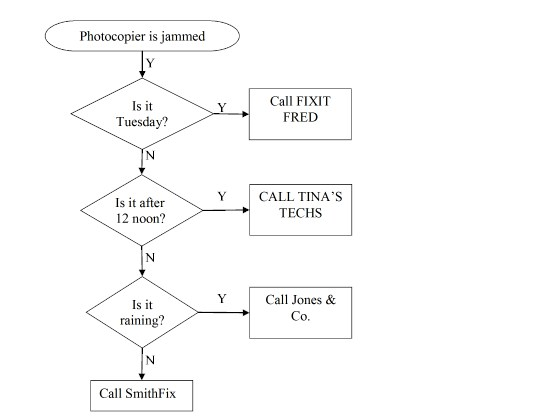 Photocopier is jammed
Y
Is it
Tuesday?
Y
Call FIXIT
FRED
N
Is it after
12 noon?
Y
CALL TINA'S
TECHS
N
Is it
raining?
Y
Call Jones &
Co.
N
Call SmithFix